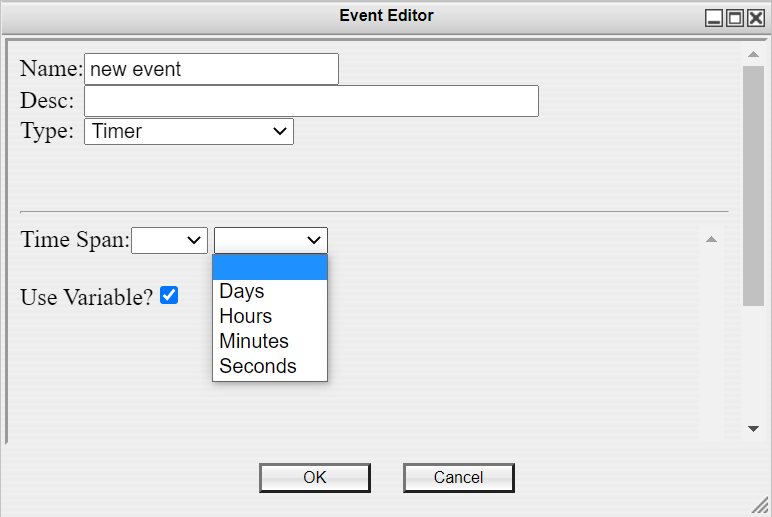 Event Editor
Name: new event
Desc:
Type: Timer
Time Span:
Use Variable?
Days
Hours
Minutes
Seconds
OK Cancel